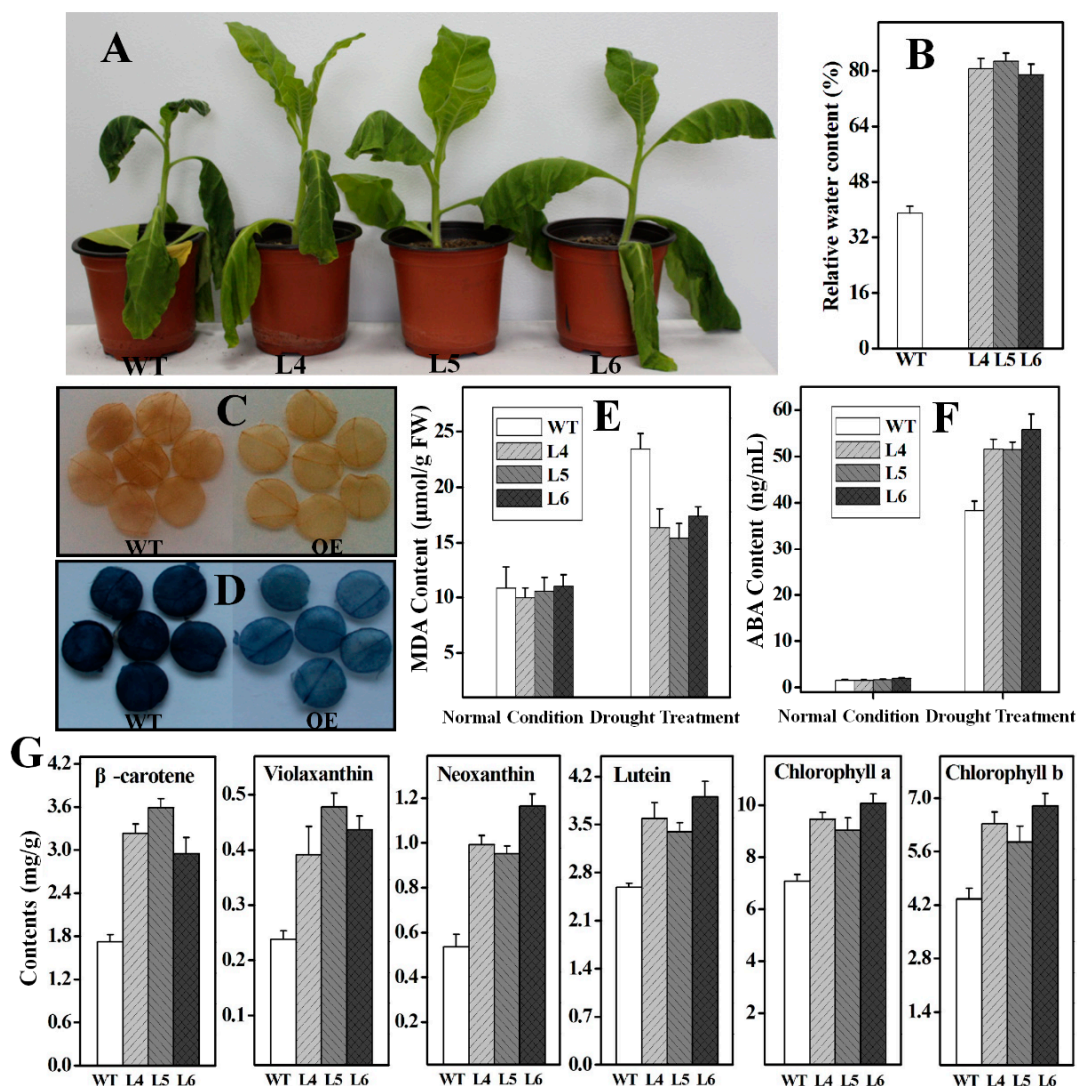 A
WT
L4
L5
L6
B
Relative water content (%)
80
64
48
32
16
0
WT
L4
L5
L6
C
WT
OE
D
WT
OE
E
MDA Content (μmol/g FW)
25
20
15
10
5
WT
L4
L5
L6
Normal Condition
Drought Treatment
F
ABA Content (ng/mL)
60
50
40
30
20
10
0
WT
L4
L5
L6
Normal Condition
Drought Treatment
G
Contents (mg/g)
β -carotene
4.2
3.6
3.0
2.4
1.8
1.2
0.6
0.0
WT L4 L5 L6
Violaxanthin
0.5
0.4
0.3
0.2
0.1
WT L4 L5 L6
Neoxanthin
1.2
1.0
0.8
0.6
0.4
0.2
WT L4 L5 L6
Lutein
4.2
3.5
2.8
2.1
1.4
0.7
0.0
WT L4 L5 L6
Chlorophyll a
10
8
6
4
2
WT L4 L5 L6
Chlorophyll b
7.0
5.6
4.2
2.8
1.4
WT L4 L5 L6